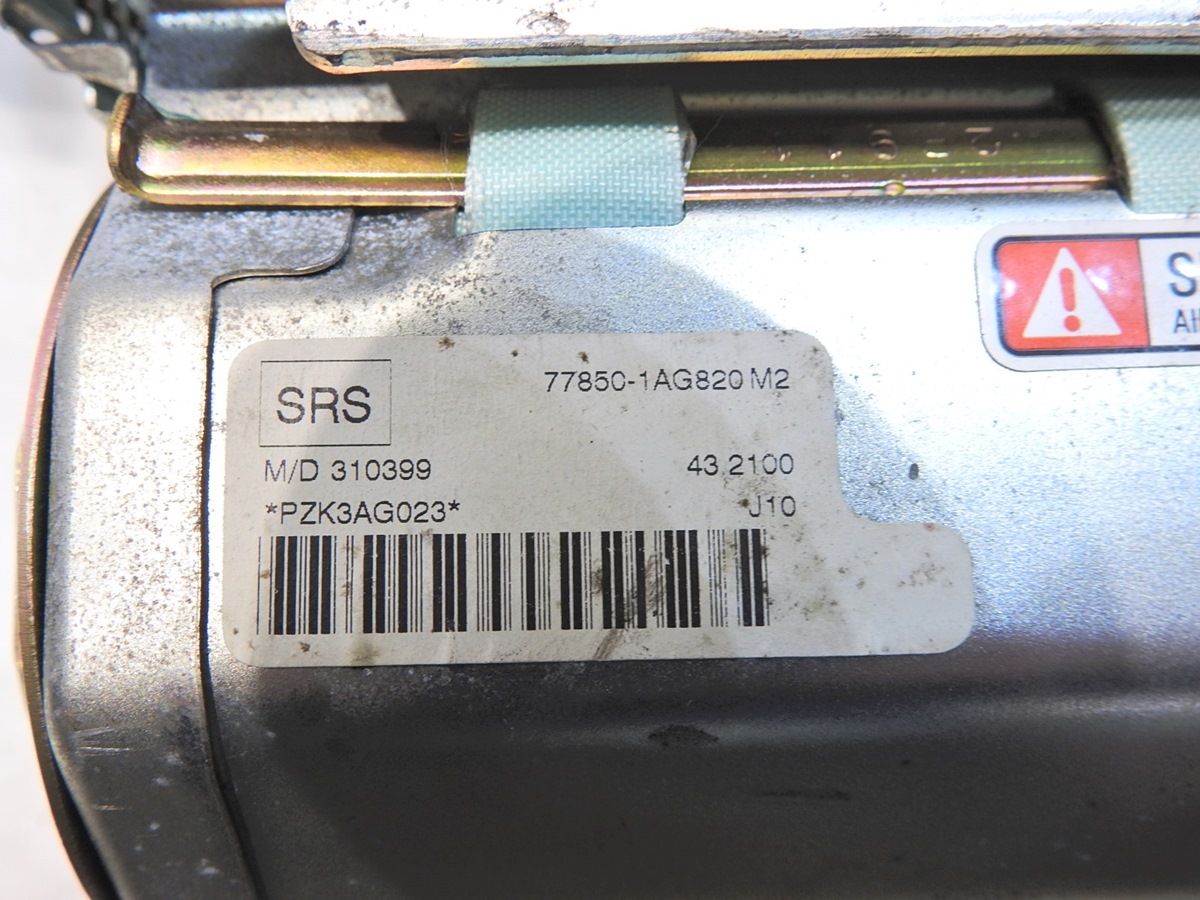 SRS
77850-1AG820 M2
M/D 310399
43,2100
*PZK3AG023*
J10